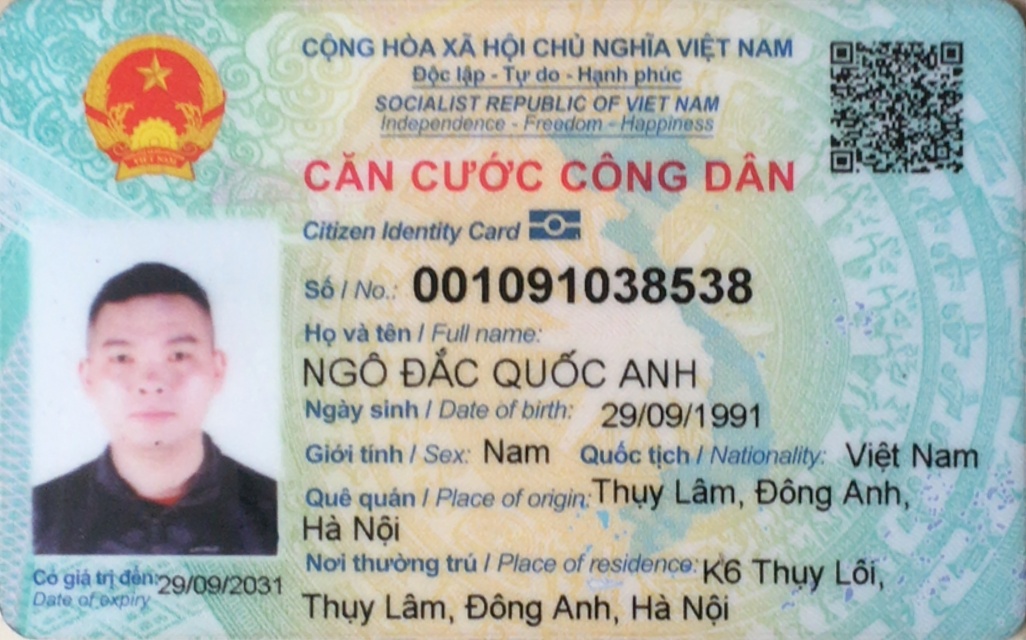 CỘNG HÒA XÃ HỘI CHỦ NGHĨA VIỆT NAM
Độc lập - Tự do - Hạnh phúc
SOCIALIST REPUBLIC OF VIET NAM
Independence - Freedom - Happiness
CĂN CƯỚC CÔNG DÂN
Citizen Identity Card
Số / No.: 001091038538
Họ và tên / Full name:
NGÔ ĐẮC QUỐC ANH
Ngày sinh / Date of birth: 29/09/1991
Giới tính / Sex: Nam Quốc tịch / Nationality: Việt Nam
Quê quán / Place of origin: Thụy Lâm, Đông Anh,
Hà Nội
Nơi thường trú / Place of residence: K6 Thụy Lôi,
Thụy Lâm, Đông Anh, Hà Nội
Có giá trị đến: 29/09/2031
Date of expiry
VIỆT NAM